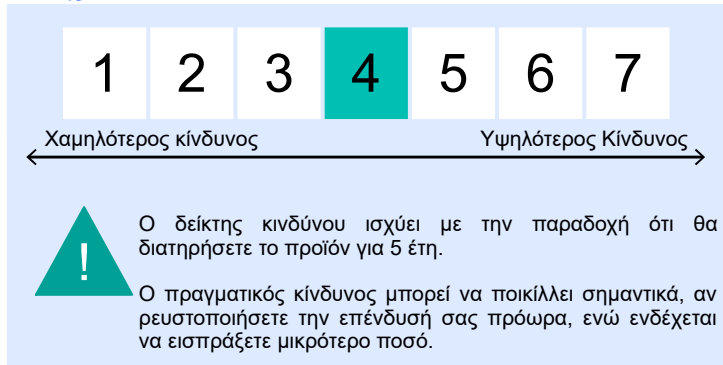 1 2 3 4 5 6 7
Χαμηλότερος κίνδυνος Υψηλότερος Κίνδυνος
!
Ο δείκτης κινδύνου ισχύει με την παραδοχή ότι θα
διατηρήσετε το προϊόν για 5 έτη.
Ο πραγματικός κίνδυνος μπορεί να ποικίλλει σημαντικά, αν
ρευστοποιήσετε την επένδυσή σας πρόωρα, ενώ ενδέχεται
να εισπράξετε μικρότερο ποσό.